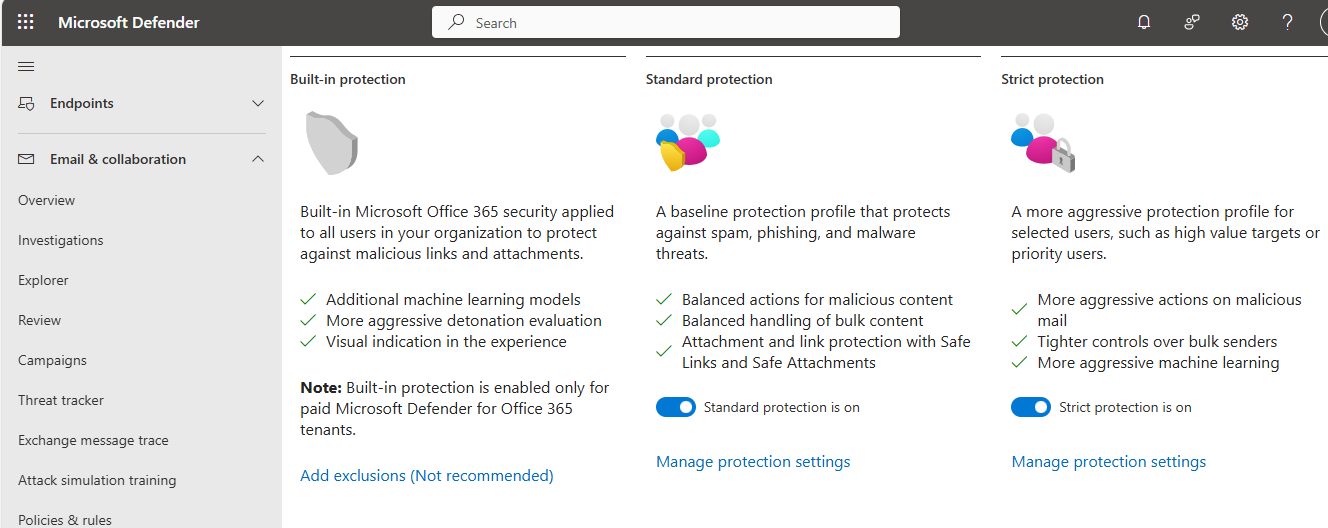 Microsoft Defender
Search
Endpoints
Email & collaboration
Overview
Investigations
Explorer
Review
Campaigns
Threat tracker
Exchange message trace
Attack simulation training
Policies & rules
Built-in protection
Built-in Microsoft Office 365 security applied
to all users in your organization to protect
against malicious links and attachments.
Additional machine learning models
More aggressive detonation evaluation
Visual indication in the experience
Note: Built-in protection is enabled only for
paid Microsoft Defender for Office 365
tenants.
Add exclusions (Not recommended)
Standard protection
A baseline protection profile that protects
against spam, phishing, and malware
threats.
Balanced actions for malicious content
Balanced handling of bulk content
Attachment and link protection with Safe
Links and Safe Attachments
Standard protection is on
Manage protection settings
Strict protection
A more aggressive protection profile for
selected users, such as high value targets or
priority users.
More aggressive actions on malicious
mail
Tighter controls over bulk senders
More aggressive machine learning
Strict protection is on
Manage protection settings